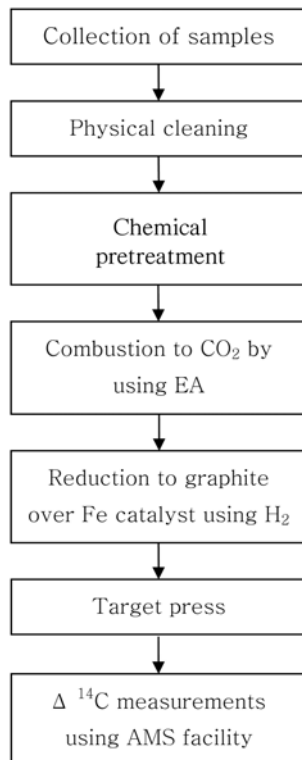 Collection of samples
Physical cleaning
Chemical
pretreatment
Combustion to CO₂ by
using EA
Reduction to graphite
over Fe catalyst using H₂
Target press
Δ ¹⁴C measurements
using AMS facility